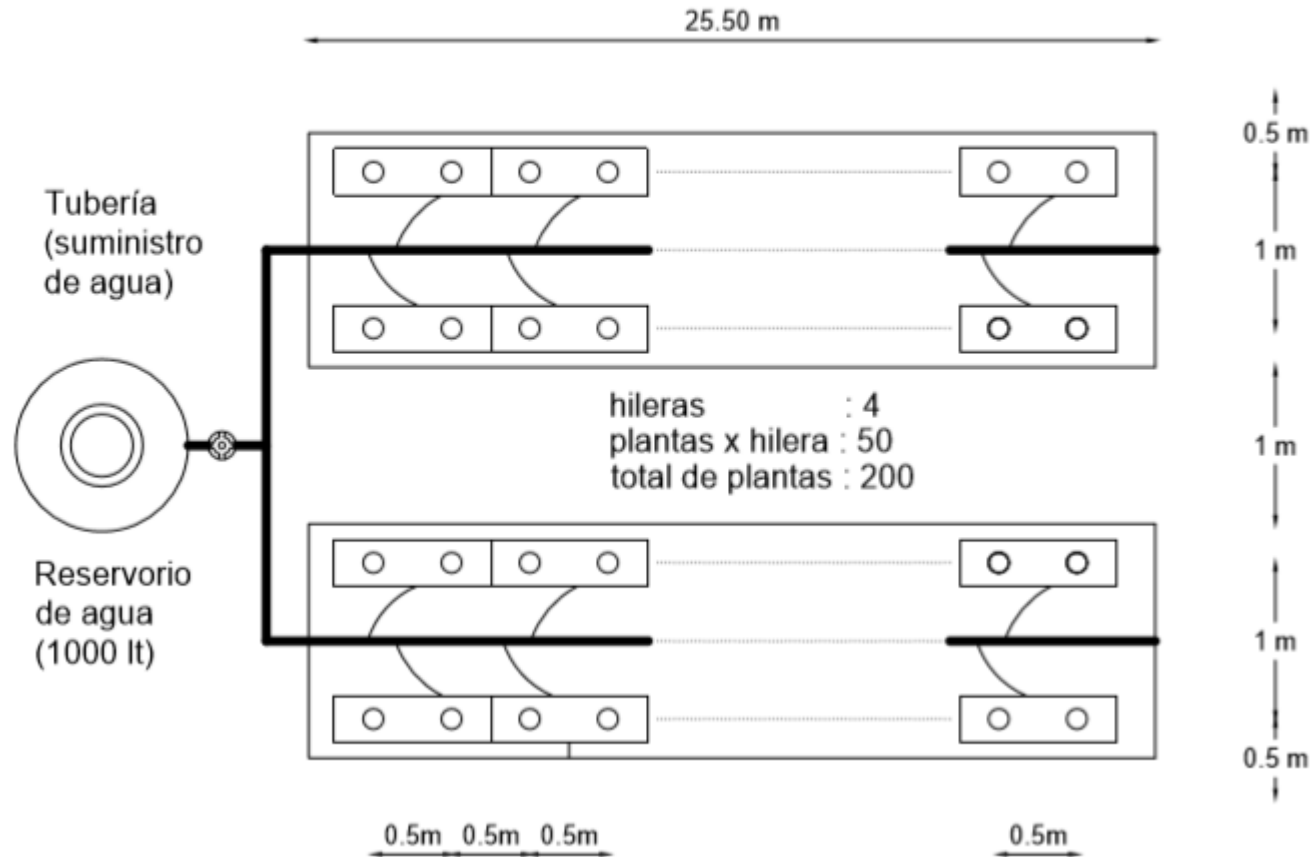 25.50 m
0.5 m
Tubería
(suministro
de agua)
1 m
hileras : 4
plantas x hilera : 50
total de plantas : 200
1 m
Reservorio
de agua
(1000 lt)
1 m
0.5 m
0.5m 0.5m 0.5m 0.5m